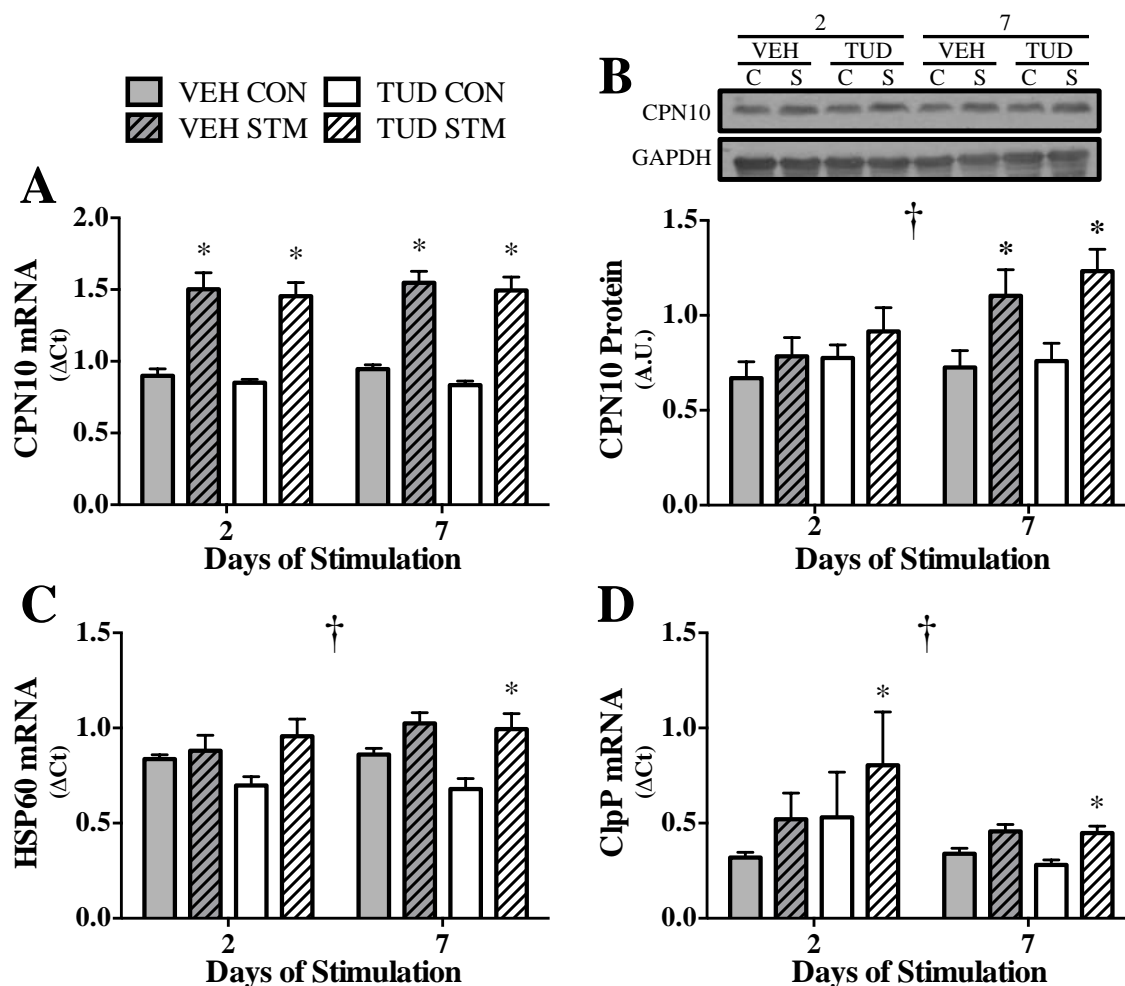 VEH CON
TUD CON
VEH STM
TUD STM
B
2
7
VEH
TUD
VEH
TUD
C
S
C
S
C
S
C
S
CPN10
GAPDH
A
CPN10 mRNA
(ΔCt)
2.0
1.5
1.0
0.5
0.0
*
*
*
*
2
7
Days of Stimulation
CPN10 Protein
(A.U.)
1.5
1.0
0.5
0.0
†
*
*
2
7
Days of Stimulation
C
HSP60 mRNA
(ΔCt)
1.5
1.0
0.5
0.0
†
*
2
7
Days of Stimulation
D
ClpP mRNA
(ΔCt)
1.5
1.0
0.5
0.0
†
*
*
2
7
Days of Stimulation